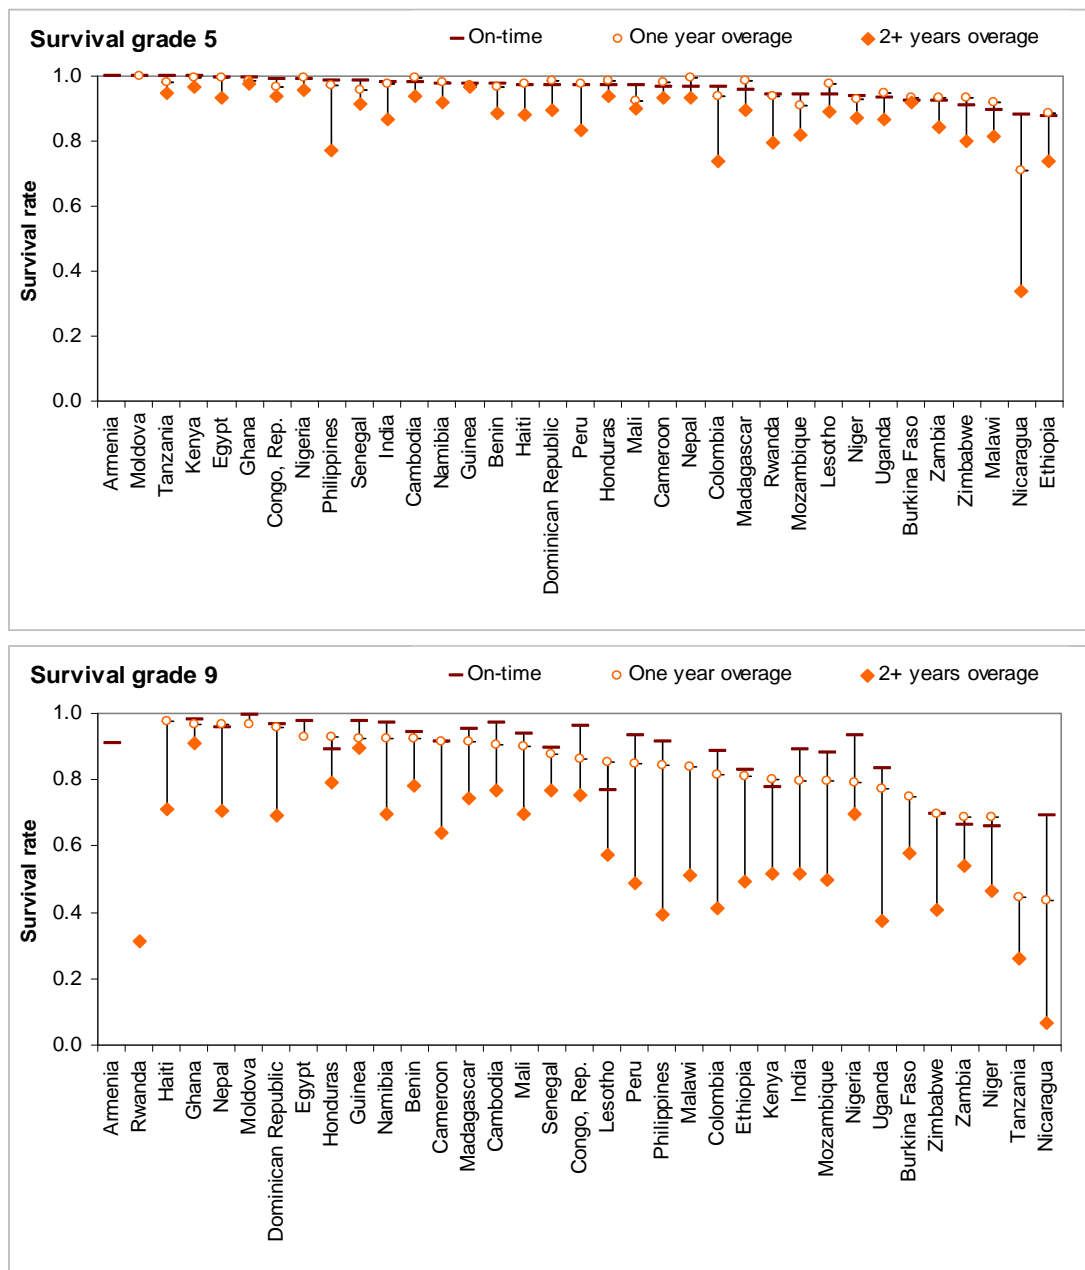 Survival grade 5
On-time
One year overage
2+ years overage
Survival rate
1.0
0.8
0.6
0.4
0.2
0.0
Armenia
Moldova
Tanzania
Kenya
Egypt
Ghana
Congo, Rep.
Nigeria
Philippines
Senegal
India
Cambodia
Namibia
Guinea
Benin
Haiti
Dominican Republic
Peru
Honduras
Mali
Cameroon
Nepal
Colombia
Madagascar
Rwanda
Mozambique
Lesotho
Niger
Uganda
Burkina Faso
Zambia
Zimbabwe
Malawi
Nicaragua
Ethiopia
Survival grade 9
On-time
One year overage
2+ years overage
Survival rate
1.0
0.8
0.6
0.4
0.2
0.0
Armenia
Rwanda
Haiti
Ghana
Nepal
Moldova
Dominican Republic
Egypt
Honduras
Guinea
Namibia
Benin
Cameroon
Madagascar
Cambodia
Mali
Senegal
Congo, Rep.
Lesotho
Peru
Philippines
Malawi
Colombia
Ethiopia
Kenya
India
Mozambique
Nigeria
Uganda
Burkina Faso
Zimbabwe
Zambia
Niger
Tanzania
Nicaragua